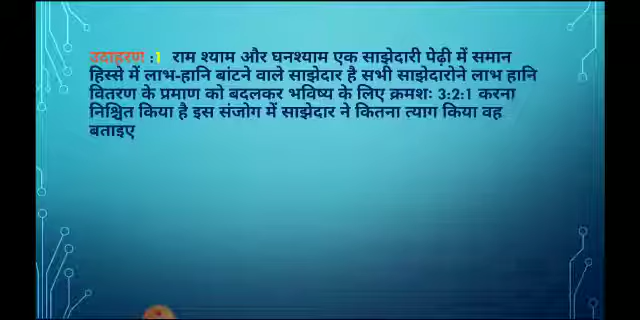 उदाहरण :1 राम श्याम और घनश्याम एक साझेदारी पेढ़ी में समान
हिस्से में लाभ-हानि बांटने वाले साझेदार है सभी साझेदारोने लाभ हानि
वितरण के प्रमाण को बदलकर भविष्य के लिए क्रमशः 3:2:1 करना
निश्चित किया है इस संजोग में साझेदार ने कितना त्याग किया वह
बताइए